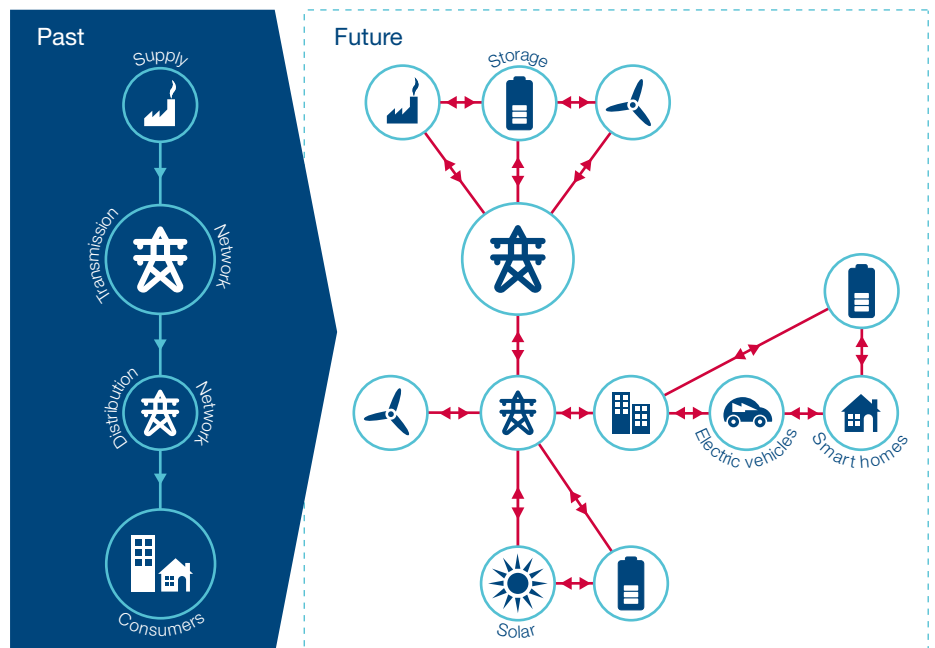 Past
Supply
Transmission
Network
Distribution
Network
Consumers
Future
Storage
Electric vehicles
Smart homes
Solar